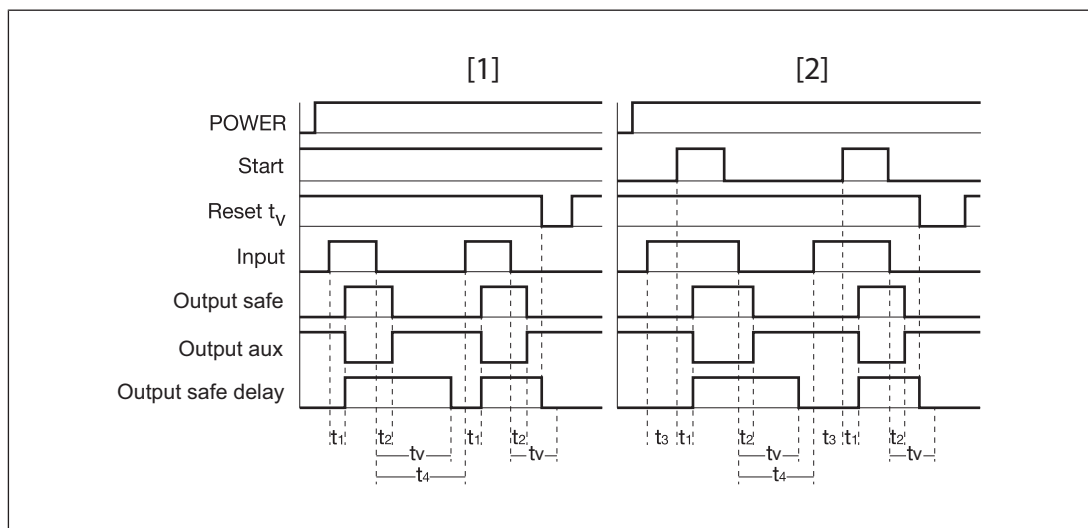 [1] [2]
POWER
Start
Reset tV
Input
Output safe
Output aux
Output safe delay
t1 t2 t1 t2 t3 t1 t2 t3 t1 t2
tv tv tv tv
t4 t4